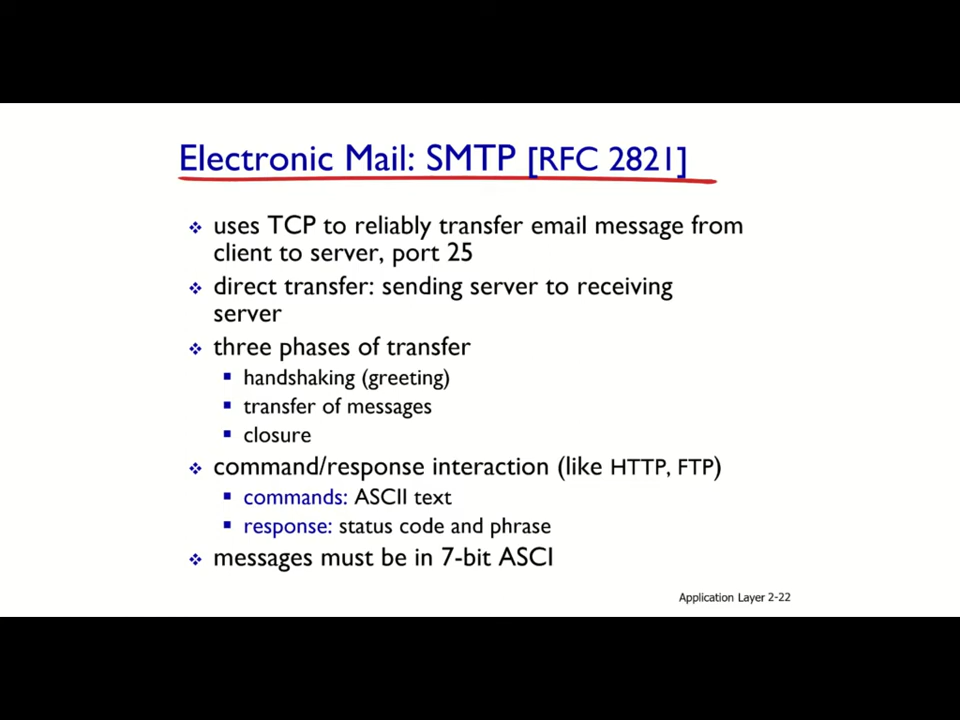 Electronic Mail: SMTP [RFC 2821]
❖ uses TCP to reliably transfer email message from
client to server, port 25
❖ direct transfer: sending server to receiving
server
❖ three phases of transfer
▪ handshaking (greeting)
▪ transfer of messages
▪ closure
❖ command/response interaction (like HTTP, FTP)
▪ commands: ASCII text
▪ response: status code and phrase
❖ messages must be in 7-bit ASCI
Application Layer 2-22